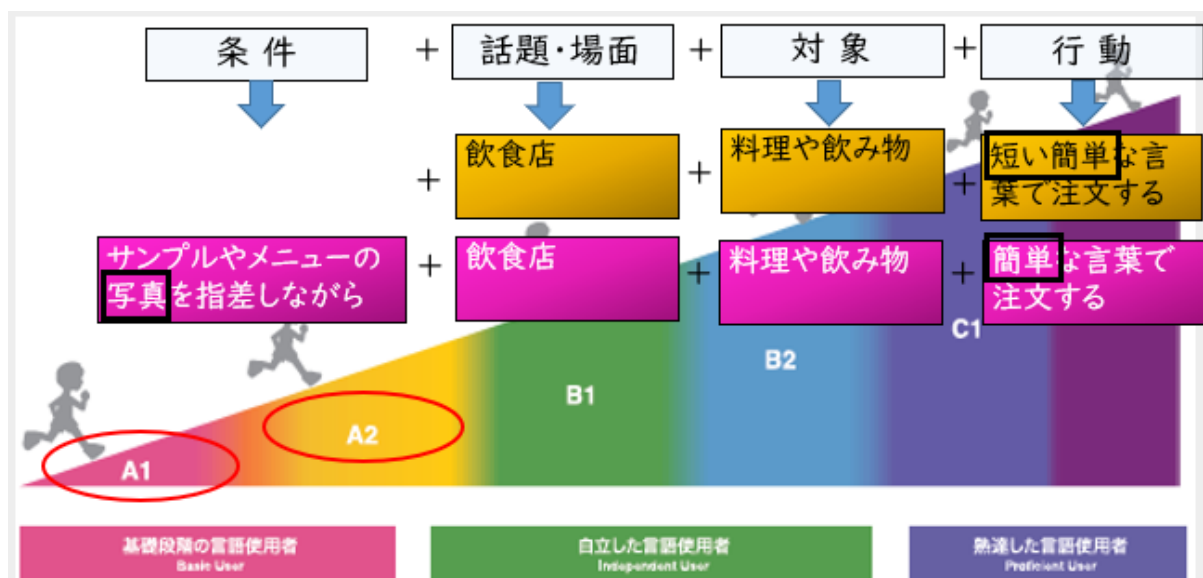 条 件 + 話題・場面 + 対 象 + 行 動
+ 飲食店 + 料理や飲み物 + 短い簡単な言
葉で注文する
サンプルやメニューの
写真を指差しながら + 飲食店 + 料理や飲み物 + 簡単な言葉で
注文する
C1
B2
B1
A2
A1
基礎段階の言語使用者
Basic User
自立した言語使用者
Independent User
熟達した言語使用者
Proficient User